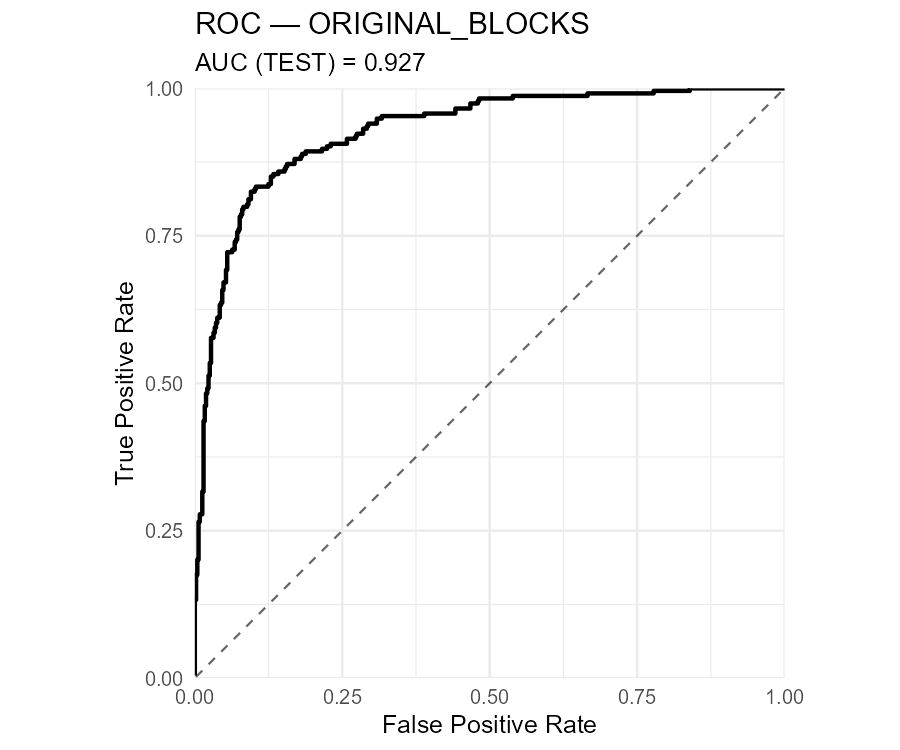 ROC — ORIGINAL_BLOCKS
AUC (TEST) = 0.927
1.00
0.75
0.50
0.25
0.00
True Positive Rate
0.00 0.25 0.50 0.75 1.00
False Positive Rate